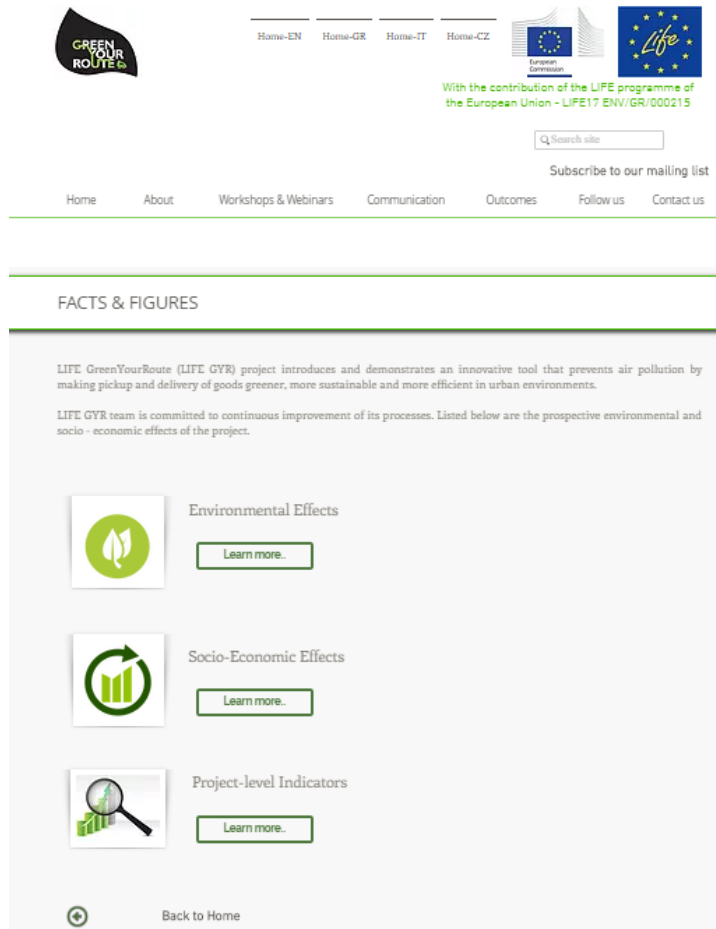 GREEN
YOUR
ROUTE
Home-EN Home-GR Home-IT Home-CZ
European
Commission
Life
With the contribution of the LIFE programme of
the European Union - LIFE17 ENV/GR/000215
Search site
Subscribe to our mailing list
Home About Workshops & Webinars Communication Outcomes Follow us Contact us
FACTS & FIGURES
LIFE GreenYourRoute (LIFE GYR) project introduces and demonstrates an innovative tool that prevents air pollution by
making pickup and delivery of goods greener, more sustainable and more efficient in urban environments.
LIFE GYR team is committed to continuous improvement of its processes. Listed below are the prospective environmental and
socio - economic effects of the project.
Environmental Effects
Learn more..
Socio-Economic Effects
Learn more..
Project-level Indicators
Learn more..
Back to Home